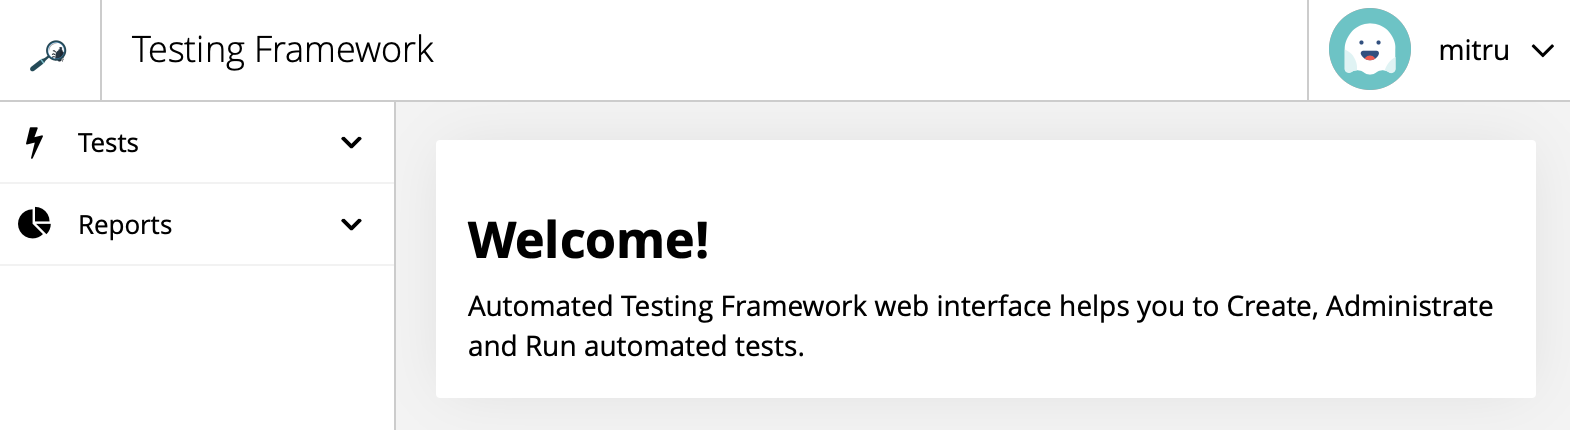 Testing Framework
mitru
Tests
Reports
Welcome!
Automated Testing Framework web interface helps you to Create, Administrate
and Run automated tests.